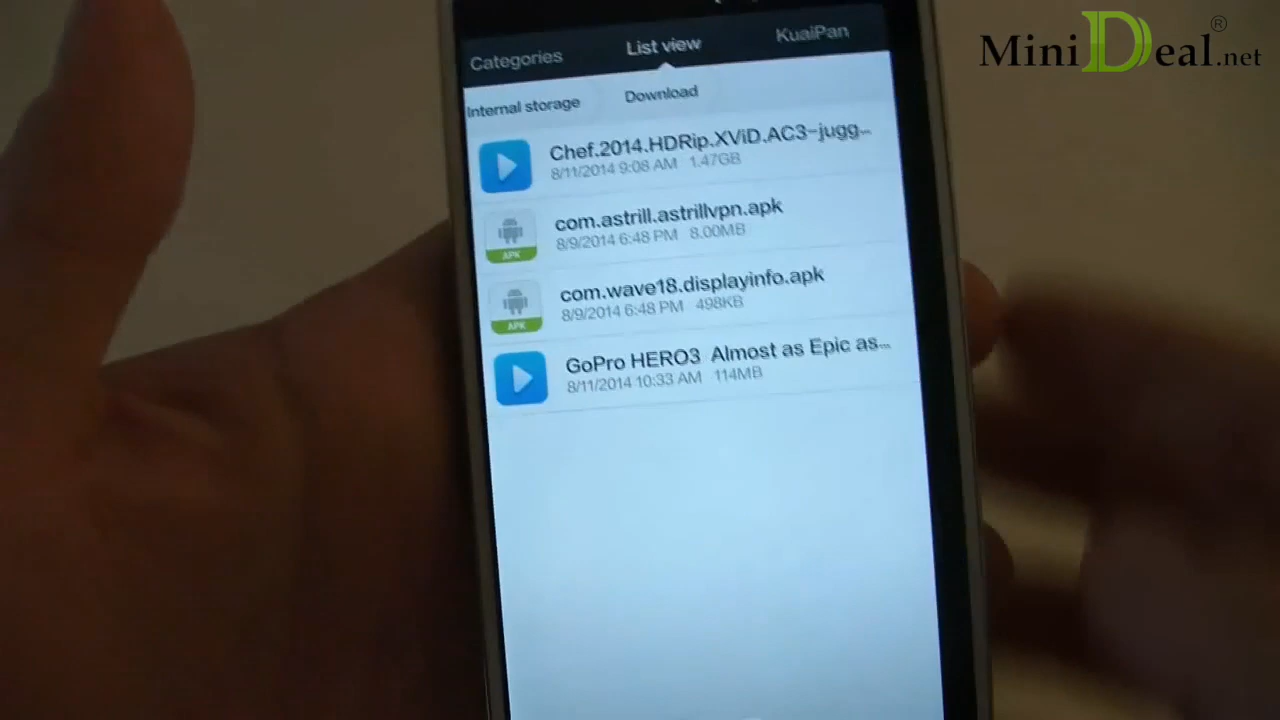 MiniDeal.net®
Categories List view KuaiPan
Internal storage Download
Chef.2014.HDRip.XViD.AC3-jugg...
8/11/2014 9:08 AM 1.47GB
com.astrill.astrillvpn.apk
8/9/2014 6:48 PM 8.00MB
APK
com.wave18.displayinfo.apk
8/9/2014 6:48 PM 498KB
APK
GoPro HERO3 Almost as Epic as...
8/11/2014 10:33 AM 114MB